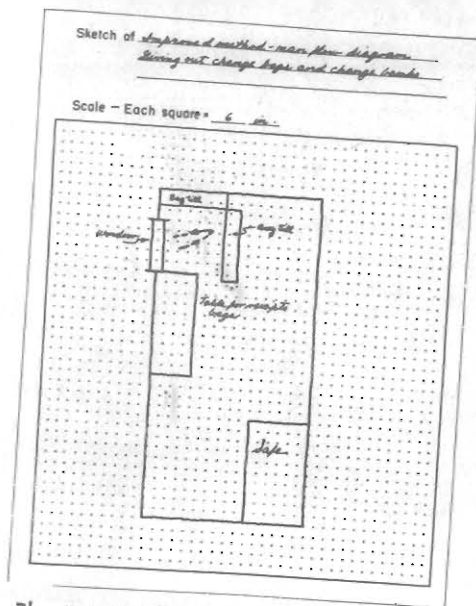 Sketch of Improved method - man flow diagram
Giving out change bags and change banks
Scale – Each square = 6 in.
Bag till
Window
Bag till
Table for receipts
bags
Safe